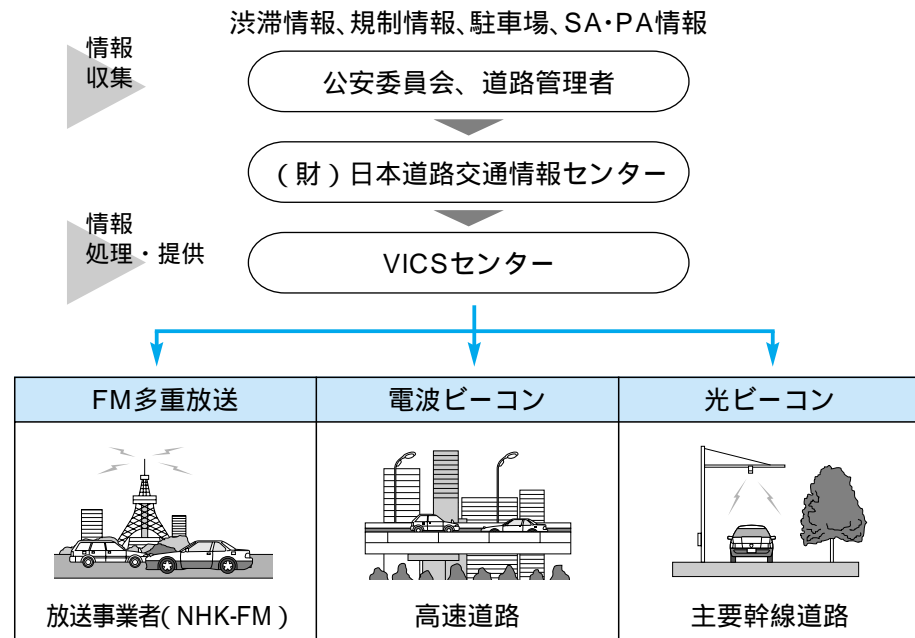 渋滞情報、規制情報、駐車場、SA・PA情報
情報
収集
公安委員会、道路管理者
(財)日本道路交通情報センター
情報
処理・提供
VICSセンター
FM多重放送
電波ビーコン
光ビーコン
放送事業者(NHK-FM)
高速道路
主要幹線道路